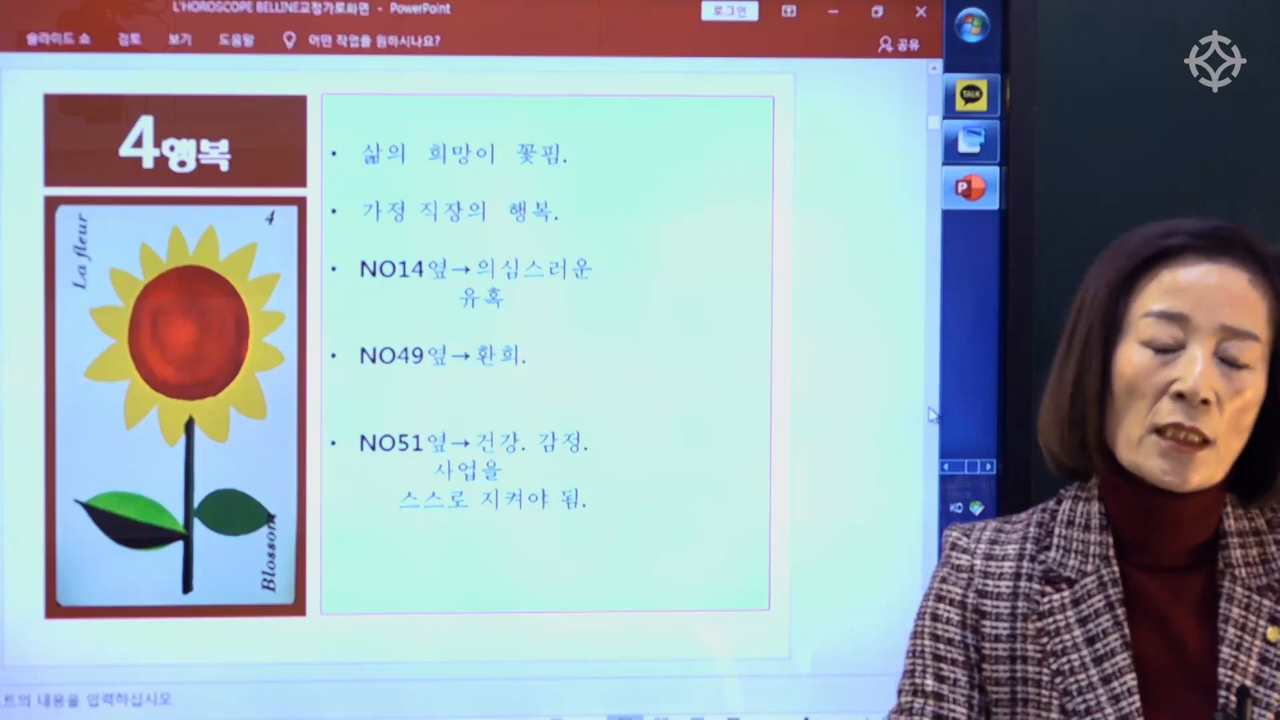 L'HOROSCOPE BELLINE교정가로화면 - PowerPoint
로그인
슬라이드 쇼 검토 보기 도움말 어떤 작업을 원하시나요?
공유
TALK
4행복
La fleur
4
Blossom
• 삶의 희망이 꽃핌.
• 가정 직장의 행복.
• NO14옆→의심스러운
유혹
• NO49옆→환희.
• NO51옆→건강. 감정.
사업을
스스로 지켜야 됨.
P
KO
트의 내용을 입력하십시오